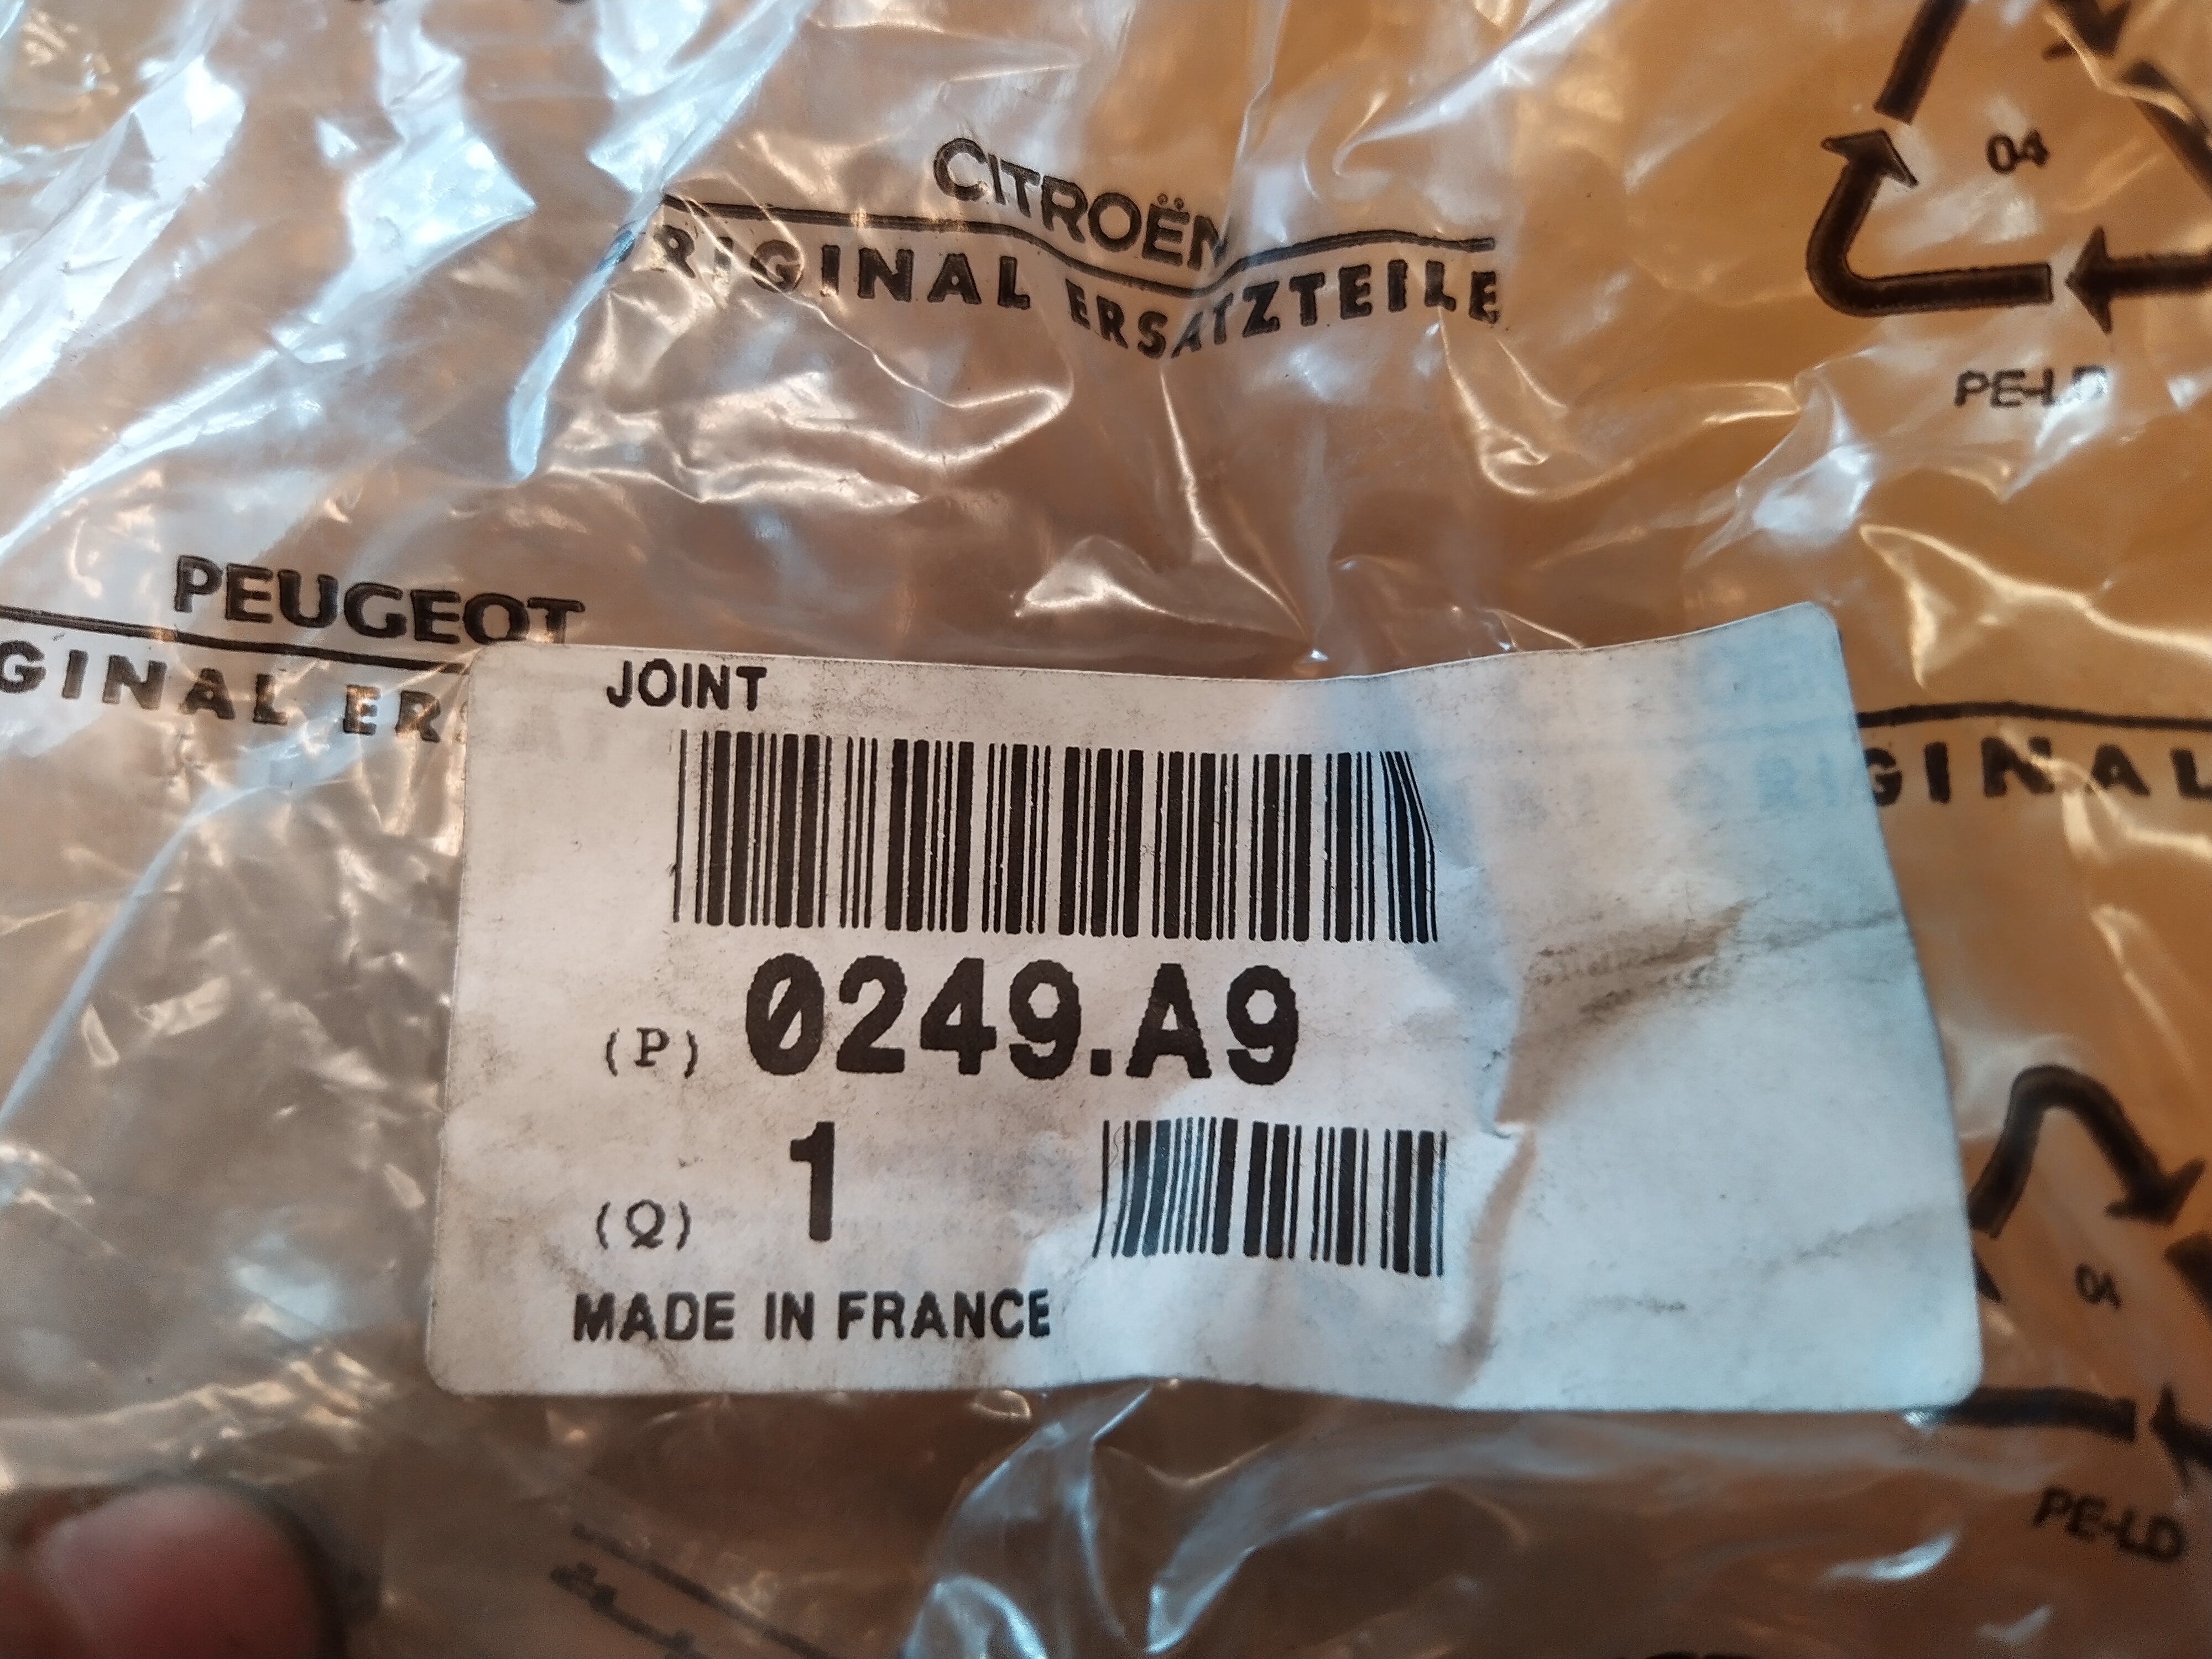 CITROËN
RIGINAL ERSATZTEILE
04
PE-LD
PEUGEOT
GINAL ER
GINAL
JOINT
(P) 0249.A9
(Q) 1
MADE IN FRANCE
04
PE-LD